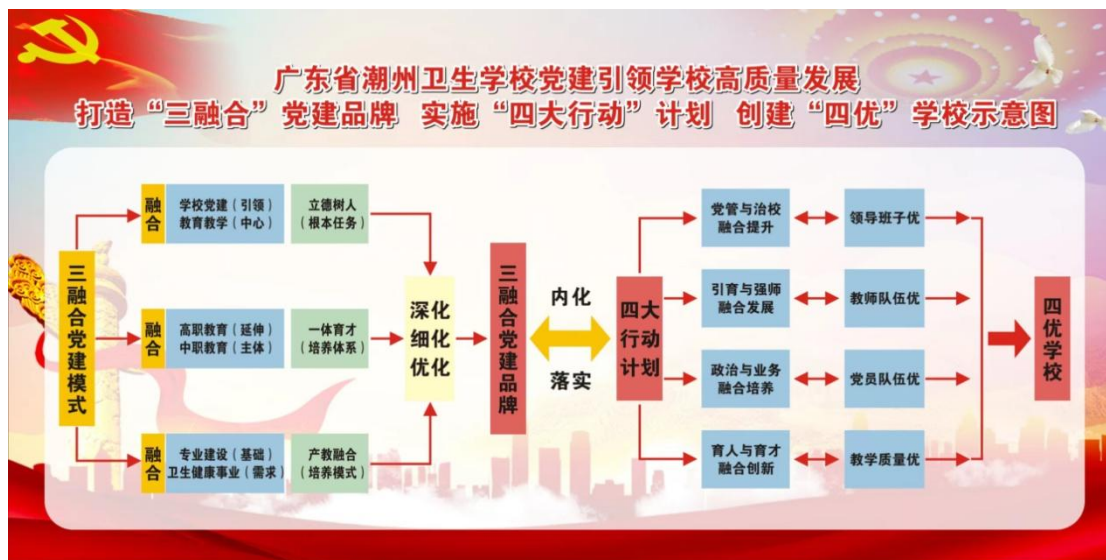 广东省潮州卫生学校党建引领学校高质量发展
打造“三融合”党建品牌 实施“四大行动”计划 创建“四优”学校示意图
三融合党建模式
融合
学校党建(引领)
教育教学(中心)
立德树人
(根本任务)
融合
高职教育(延伸)
中职教育(主体)
一体育才
(培养体系)
融合
专业建设(基础)
卫生健康事业(需求)
产教融合
(培养模式)
深化
细化
优化
三融合党建品牌
内化
落实
四大
行动
计划
党管与治校
融合提升
领导班子优
引育与强师
融合发展
教师队伍优
政治与业务
融合培养
党员队伍优
育人与育才
融合创新
教学质量优
四优学校